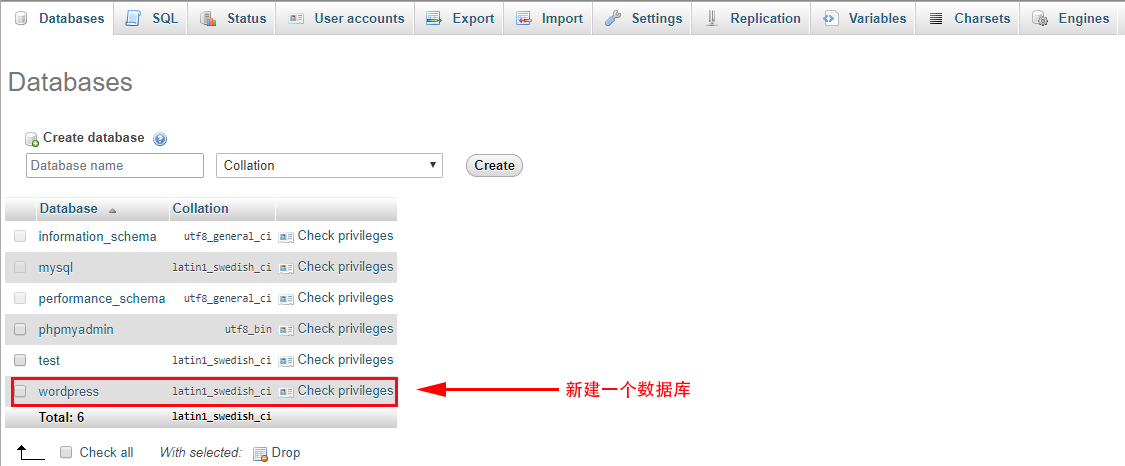 Databases SQL Status User accounts Export Import Settings Replication Variables Charsets Engines
Databases
Create database
Database name Collation Create
Database Collation
information_schema utf8_general_ci Check privileges
mysql latin1_swedish_ci Check privileges
performance_schema utf8_general_ci Check privileges
phpmyadmin utf8_bin Check privileges
test latin1_swedish_ci Check privileges
wordpress latin1_swedish_ci Check privileges 新建一个数据库
Total: 6 latin1_swedish_ci
Check all With selected: Drop